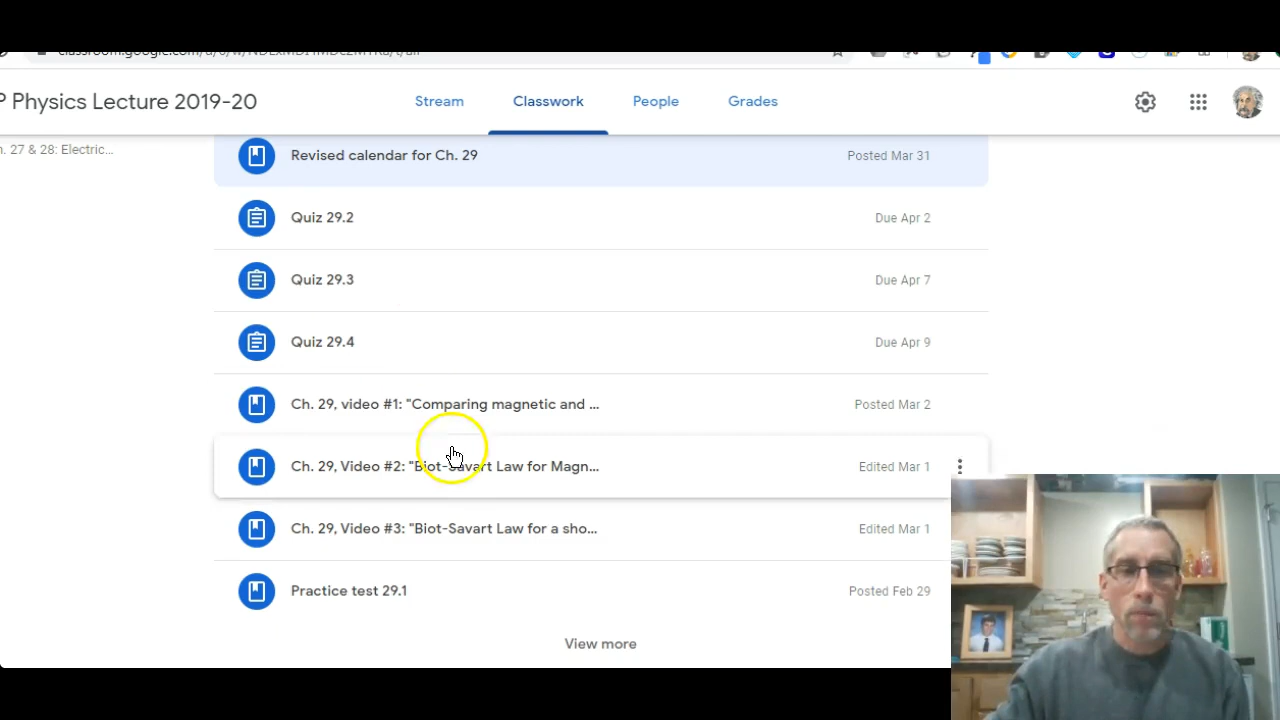 P Physics Lecture 2019-20
Stream
Classwork
People
Grades
27 & 28: Electric...
Revised calendar for Ch. 29
Posted Mar 31
Quiz 29.2
Due Apr 2
Quiz 29.3
Due Apr 7
Quiz 29.4
Due Apr 9
Ch. 29, video #1: "Comparing magnetic and ...
Posted Mar 2
Ch. 29, Video #2: "Biot-Savart Law for Magn...
Edited Mar 1
Ch. 29, Video #3: "Biot-Savart Law for a sho...
Edited Mar 1
Practice test 29.1
Posted Feb 29
View more